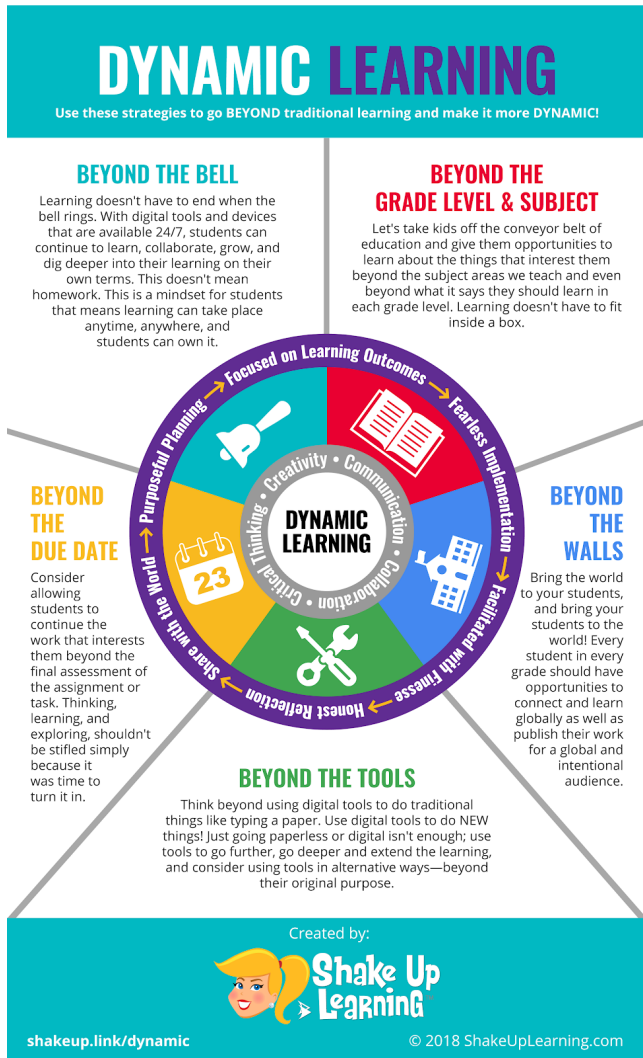 DYNAMIC LEARNING
Use these strategies to go BEYOND traditional learning and make it more DYNAMIC!
BEYOND THE BELL
Learning doesn't have to end when the
bell rings. With digital tools and devices
that are available 24/7, students can
continue to learn, collaborate, grow, and
dig deeper into their learning on their
own terms. This doesn't mean
homework. This is a mindset for students
that means learning can take place
anytime, anywhere, and
students can own it.
BEYOND THE
GRADE LEVEL & SUBJECT
Let's take kids off the conveyor belt of
education and give them opportunities to
learn about the things that interest them
beyond the subject areas we teach and even
beyond what it says they should learn in
each grade level. Learning doesn't have to fit
inside a box.
Purposeful Planning → Focused on Learning Outcomes → Fearless Implementation → Facilitated with Finesse → Honest Reflection → Share with the World →
Critical Thinking • Creativity • Communication • Collaboration •
DYNAMIC
LEARNING
23
BEYOND
THE
DUE DATE
Consider
allowing
students to
continue the
work that interests
them beyond the
final assessment of
the assignment or
task. Thinking,
learning, and
exploring, shouldn't
be stifled simply
because it
was time to
turn it in.
BEYOND
THE
WALLS
Bring the world
to your students,
and bring your
students to the
world! Every
student in every
grade should have
opportunities to
connect and learn
globally as well as
publish their work
for a global and
intentional
audience.
BEYOND THE TOOLS
Think beyond using digital tools to do traditional
things like typing a paper. Use digital tools to do NEW
things! Just going paperless or digital isn't enough; use
tools to go further, go deeper and extend the learning,
and consider using tools in alternative ways—beyond
their original purpose.
Created by:
Shake Up
Learning
shakeup.link/dynamic
© 2018 ShakeUpLearning.com